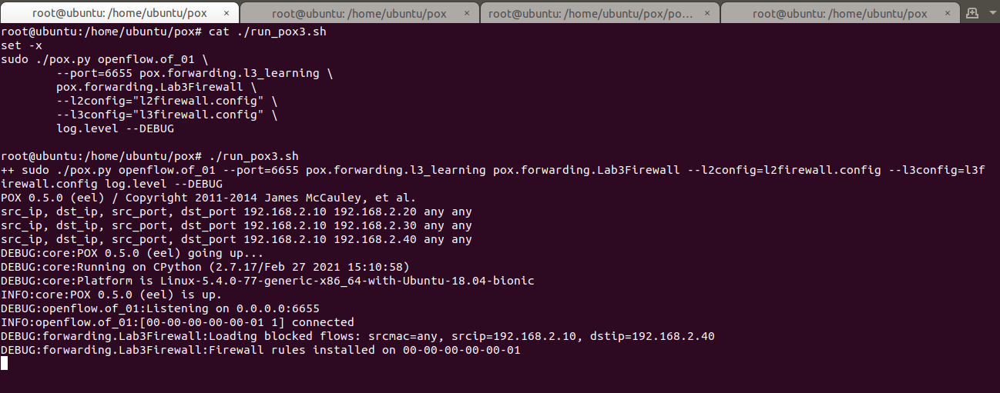 root@ubuntu: /home/ubuntu/pox × root@ubuntu: /home/ubuntu/pox × root@ubuntu: /home/ubuntu/pox/po... × root@ubuntu: /home/ubuntu/pox ×
root@ubuntu:/home/ubuntu/pox# cat ./run_pox3.sh
set -x
sudo ./pox.py openflow.of_01 \
        --port=6655 pox.forwarding.l3_learning \
        pox.forwarding.Lab3Firewall \
        --l2config="l2firewall.config" \
        --l3config="l3firewall.config" \
        log.level --DEBUG
root@ubuntu:/home/ubuntu/pox# ./run_pox3.sh
++ sudo ./pox.py openflow.of_01 --port=6655 pox.forwarding.l3_learning pox.forwarding.Lab3Firewall --l2config=l2firewall.config --l3config=l3f
irewall.config log.level --DEBUG
POX 0.5.0 (eel) / Copyright 2011-2014 James McCauley, et al.
src_ip, dst_ip, src_port, dst_port 192.168.2.10 192.168.2.20 any any
src_ip, dst_ip, src_port, dst_port 192.168.2.10 192.168.2.30 any any
src_ip, dst_ip, src_port, dst_port 192.168.2.10 192.168.2.40 any any
DEBUG:core:POX 0.5.0 (eel) going up...
DEBUG:core:Running on CPython (2.7.17/Feb 27 2021 15:10:58)
DEBUG:core:Platform is Linux-5.4.0-77-generic-x86_64-with-Ubuntu-18.04-bionic
INFO:core:POX 0.5.0 (eel) is up.
DEBUG:openflow.of_01:Listening on 0.0.0.0:6655
INFO:openflow.of_01:[00-00-00-00-00-01 1] connected
DEBUG:forwarding.Lab3Firewall:Loading blocked flows: srcmac=any, srcip=192.168.2.10, dstip=192.168.2.40
DEBUG:forwarding.Lab3Firewall:Firewall rules installed on 00-00-00-00-00-01